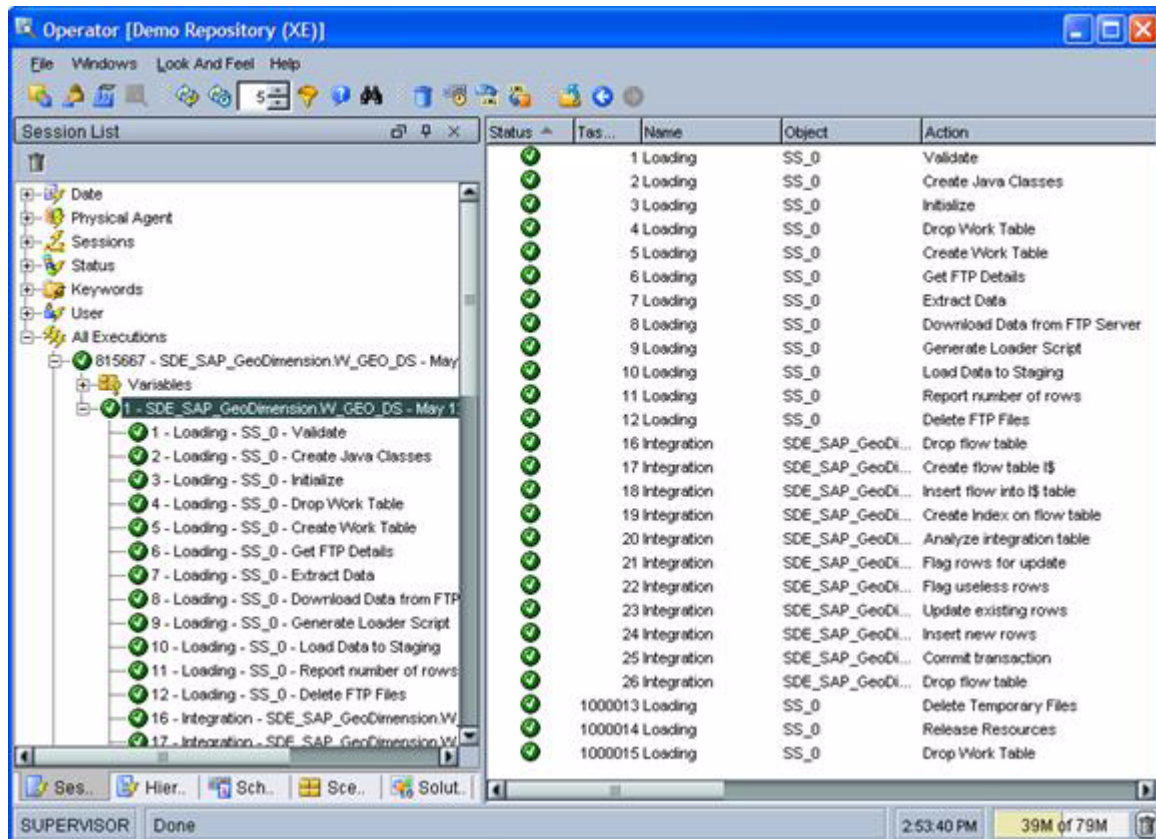 Operator [Demo Repository (XE)]
File Windows Look And Feel Help
5
Session List
Date
Physical Agent
Sessions
Status
Keywords
User
All Executions
815667 - SDE_SAP_GeoDimension.W_GEO_DS - May
Variables
1 - SDE_SAP_GeoDimension.W_GEO_DS - May 1
1 - Loading - SS_0 - Validate
2 - Loading - SS_0 - Create Java Classes
3 - Loading - SS_0 - Initialize
4 - Loading - SS_0 - Drop Work Table
5 - Loading - SS_0 - Create Work Table
6 - Loading - SS_0 - Get FTP Details
7 - Loading - SS_0 - Extract Data
8 - Loading - SS_0 - Download Data from FTP
9 - Loading - SS_0 - Generate Loader Script
10 - Loading - SS_0 - Load Data to Staging
11 - Loading - SS_0 - Report number of rows
12 - Loading - SS_0 - Delete FTP Files
16 - Integration - SDE_SAP_GeoDimension.W
17 - Integration - SDE_SAP_GeoDimension.W
Ses.. Hier.. Sch.. Sce.. Solut..
Status Tas... Name Object Action
1 Loading SS_0 Validate
2 Loading SS_0 Create Java Classes
3 Loading SS_0 Initialize
4 Loading SS_0 Drop Work Table
5 Loading SS_0 Create Work Table
6 Loading SS_0 Get FTP Details
7 Loading SS_0 Extract Data
8 Loading SS_0 Download Data from FTP Server
9 Loading SS_0 Generate Loader Script
10 Loading SS_0 Load Data to Staging
11 Loading SS_0 Report number of rows
12 Loading SS_0 Delete FTP Files
16 Integration SDE_SAP_GeoDi... Drop flow table
17 Integration SDE_SAP_GeoDi... Create flow table I$
18 Integration SDE_SAP_GeoDi... Insert flow into I$ table
19 Integration SDE_SAP_GeoDi... Create Index on flow table
20 Integration SDE_SAP_GeoDi... Analyze integration table
21 Integration SDE_SAP_GeoDi... Flag rows for update
22 Integration SDE_SAP_GeoDi... Flag useless rows
23 Integration SDE_SAP_GeoDi... Update existing rows
24 Integration SDE_SAP_GeoDi... Insert new rows
25 Integration SDE_SAP_GeoDi... Commit transaction
26 Integration SDE_SAP_GeoDi... Drop flow table
1000013 Loading SS_0 Delete Temporary Files
1000014 Loading SS_0 Release Resources
1000015 Loading SS_0 Drop Work Table
SUPERVISOR Done 2:53:40 PM 39M of 79M